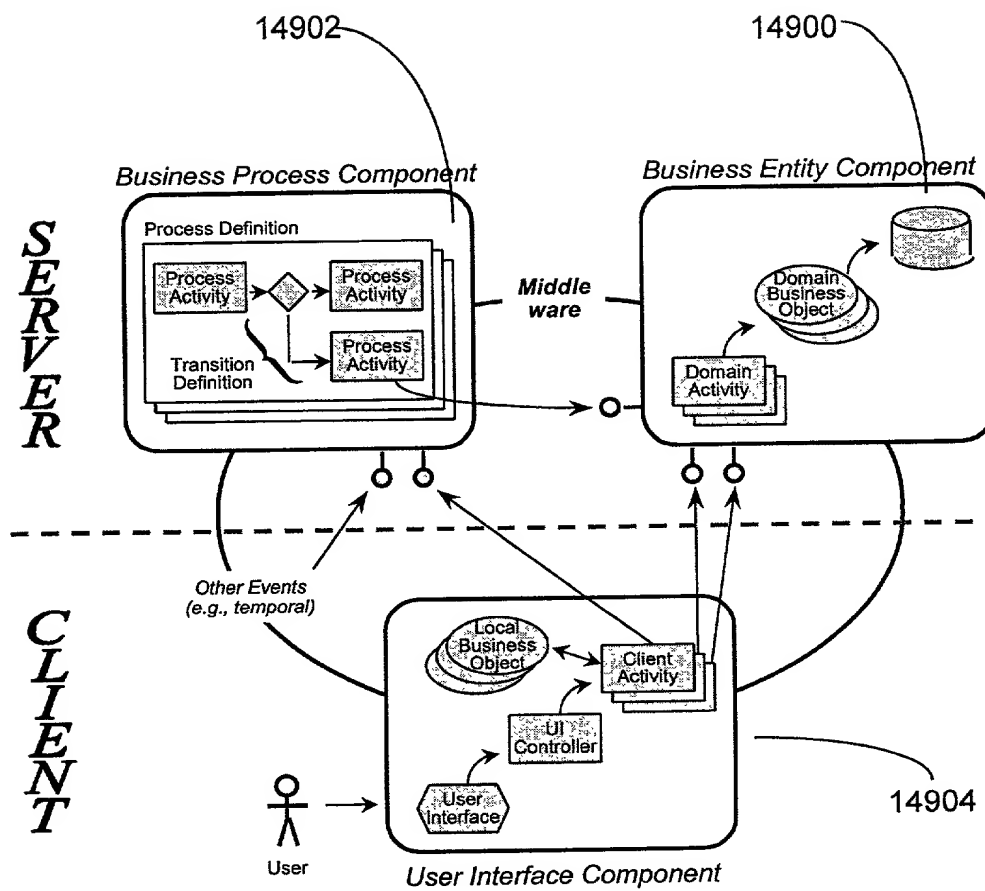 14902
14900
Business Process Component
Business Entity Component
SERVER
Process Definition
Process
Activity
Process
Activity
Process
Activity
Transition
Definition
Middle
ware
Domain
Business
Object
Domain
Activity
Other Events
(e.g., temporal)
CLIENT
Local
Business
Object
Client
Activity
UI
Controller
User
Interface
User
14904
User Interface Component